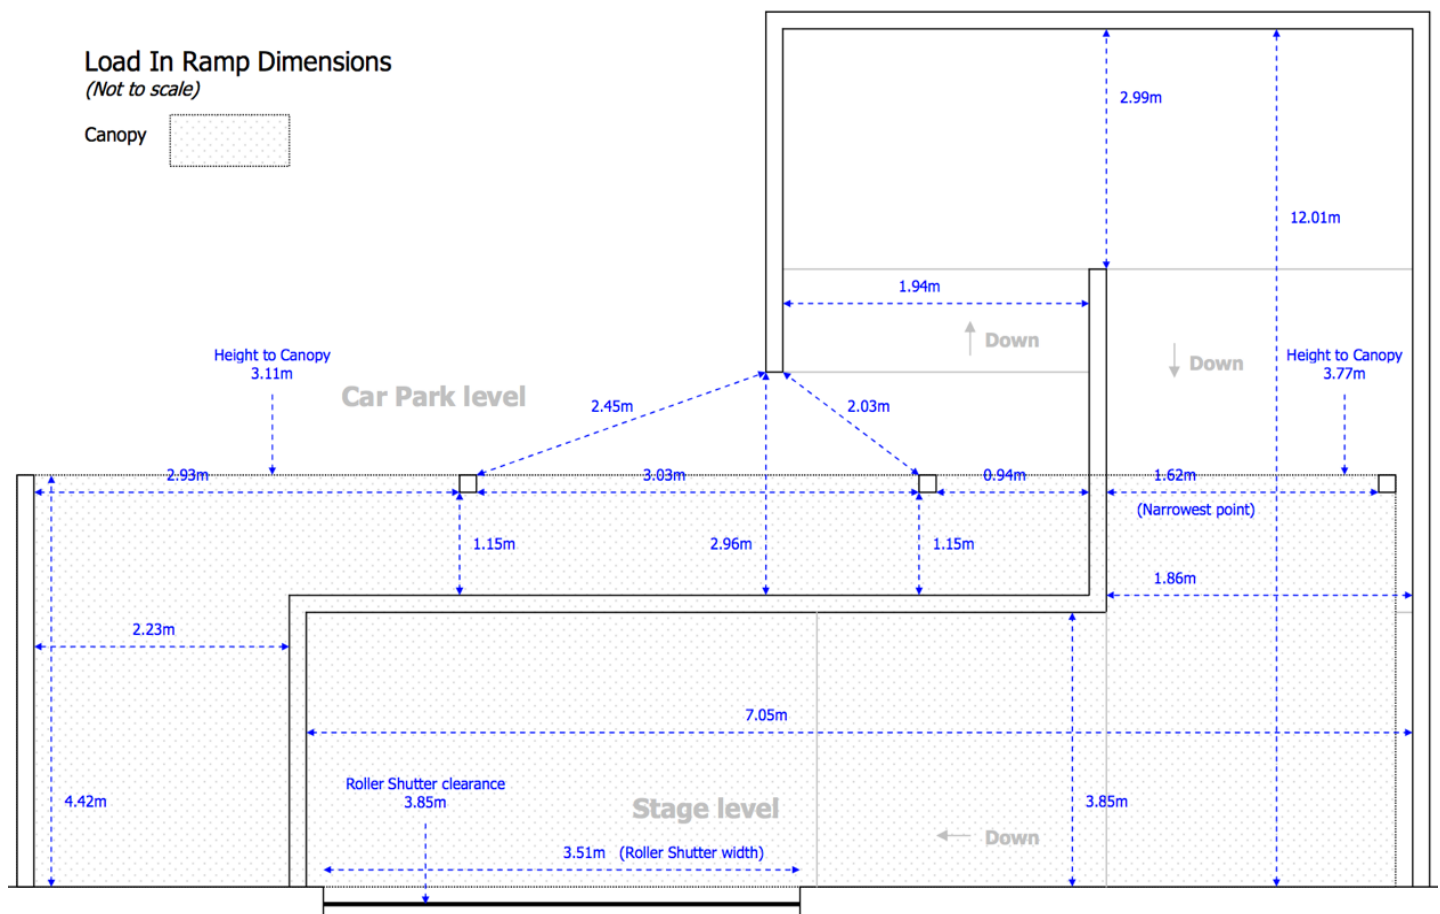 Load In Ramp Dimensions
(Not to scale)
Canopy
2.99m
12.01m
1.94m
Down
Down
Height to Canopy
3.11m
Height to Canopy
3.77m
Car Park level
2.45m
2.03m
2.93m
3.03m
0.94m
1.62m
(Narrowest point)
1.15m
2.96m
1.15m
1.86m
2.23m
7.05m
Roller Shutter clearance
3.85m
4.42m
Stage level
3.85m
Down
3.51m (Roller Shutter width)